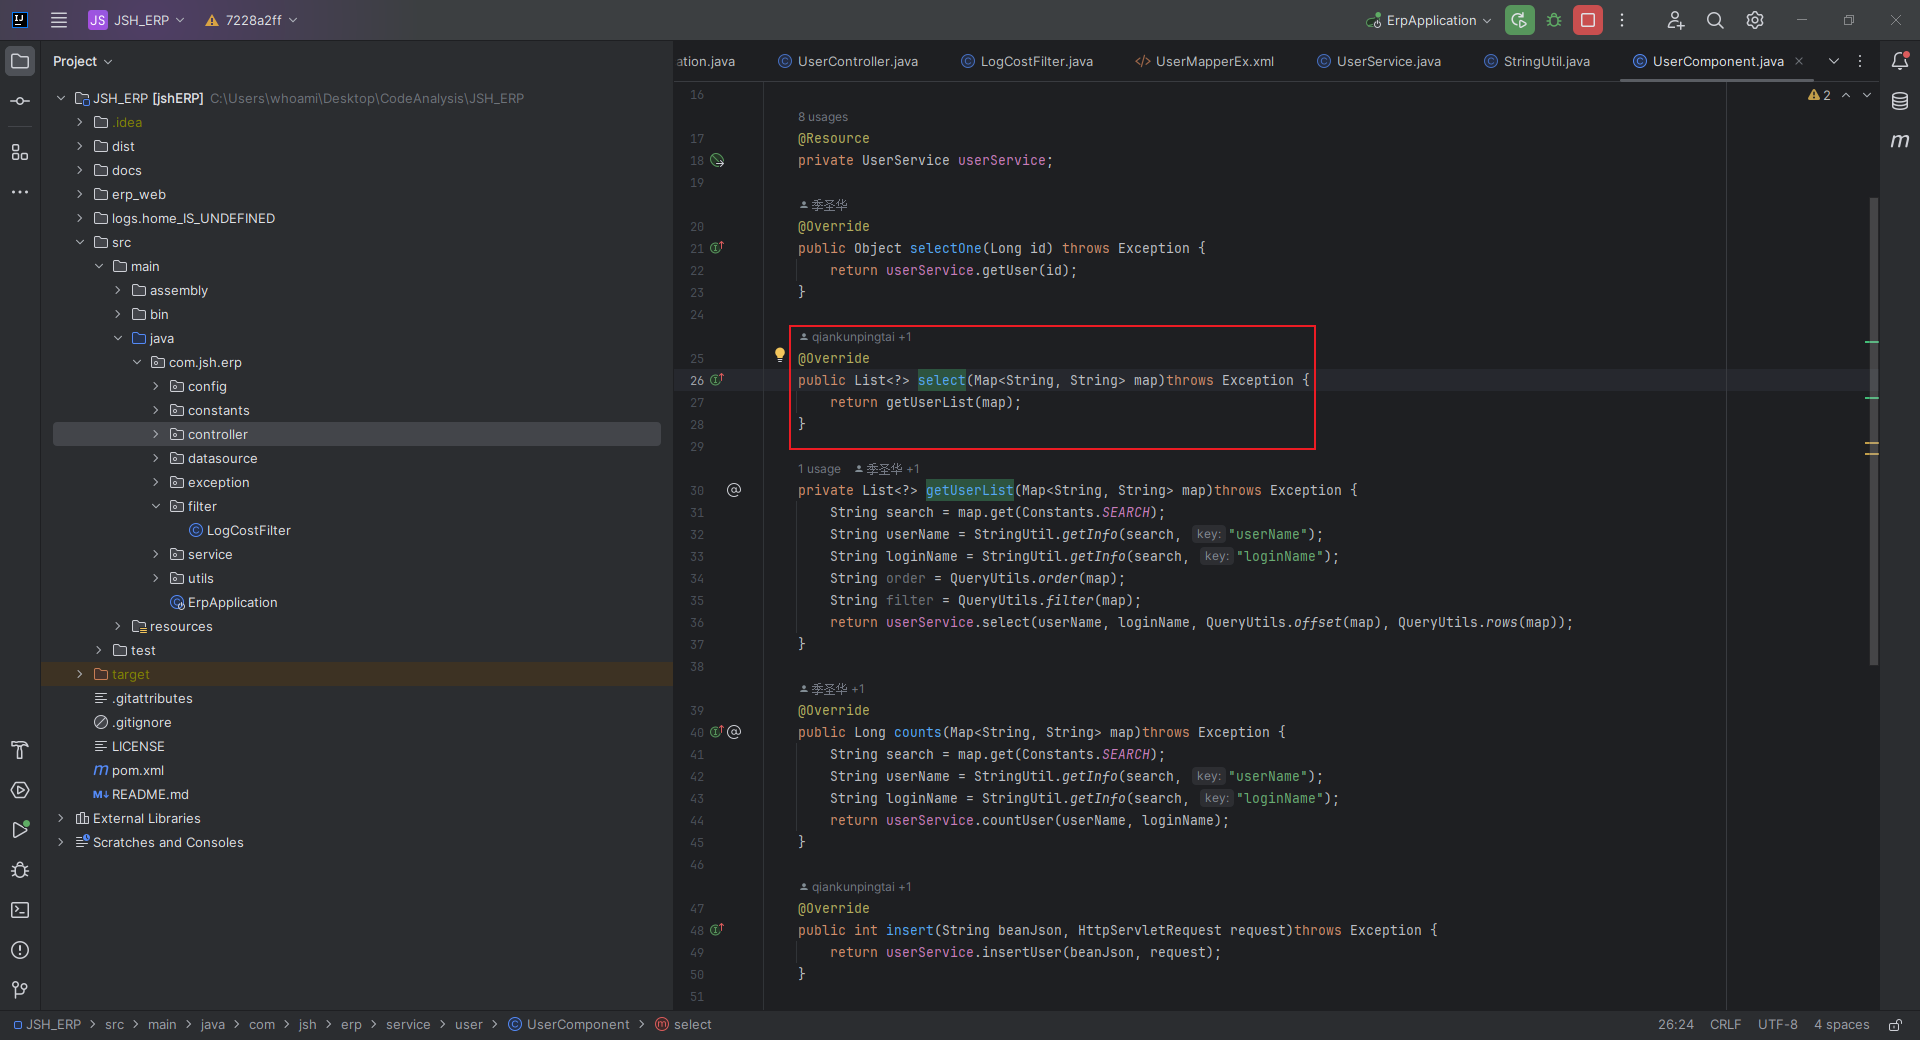 JS JSH_ERP 7228a2ff ErpApplication
Project
ation.java UserController.java LogCostFilter.java </> UserMapperEx.xml UserService.java StringUtil.java UserComponent.java
JSH_ERP [jshERP] C:\Users\whoami\Desktop\CodeAnalysis\JSH_ERP
.idea
dist
docs
erp_web
logs.home_IS_UNDEFINED
src
main
assembly
bin
java
com.jsh.erp
config
constants
controller
datasource
exception
filter
LogCostFilter
service
utils
ErpApplication
resources
test
target
.gitattributes
.gitignore
LICENSE
pom.xml
README.md
External Libraries
Scratches and Consoles
2
16
8 usages
17 @Resource
18 private UserService userService;
19
季圣华
20 @Override
21 public Object selectOne(Long id) throws Exception {
22 return userService.getUser(id);
23 }
24
qiankunpingtai +1
25 @Override
26 public List<?> select(Map<String, String> map)throws Exception {
27 return getUserList(map);
28 }
29
1 usage 季圣华 +1
30 private List<?> getUserList(Map<String, String> map)throws Exception {
31 String search = map.get(Constants.SEARCH);
32 String userName = StringUtil.getInfo(search, key: "userName");
33 String loginName = StringUtil.getInfo(search, key: "loginName");
34 String order = QueryUtils.order(map);
35 String filter = QueryUtils.filter(map);
36 return userService.select(userName, loginName, QueryUtils.offset(map), QueryUtils.rows(map));
37 }
38
季圣华 +1
39 @Override
40 public Long counts(Map<String, String> map)throws Exception {
41 String search = map.get(Constants.SEARCH);
42 String userName = StringUtil.getInfo(search, key: "userName");
43 String loginName = StringUtil.getInfo(search, key: "loginName");
44 return userService.countUser(userName, loginName);
45 }
46
qiankunpingtai +1
47 @Override
48 public int insert(String beanJson, HttpServletRequest request)throws Exception {
49 return userService.insertUser(beanJson, request);
50 }
51
JSH_ERP > src > main > java > com > jsh > erp > service > user > UserComponent > select 26:24 CRLF UTF-8 4 spaces